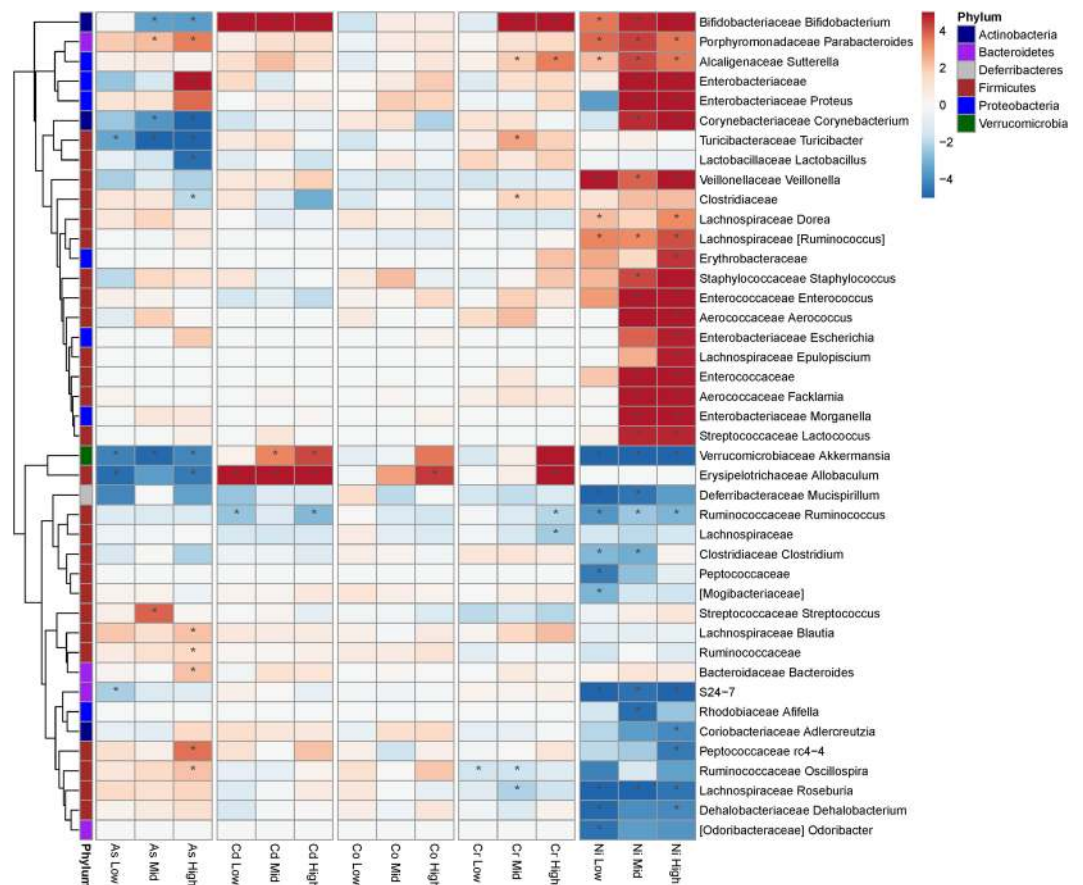 Bifidobacteriaceae Bifidobacterium
Porphyromonadaceae Parabacteroides
Alcaligenaceae Sutterella
Enterobacteriaceae
Enterobacteriaceae Proteus
Corynebacteriaceae Corynebacterium
Turicibacteraceae Turicibacter
Lactobacillaceae Lactobacillus
Veillonellaceae Veillonella
Clostridiaceae
Lachnospiraceae Dorea
Lachnospiraceae [Ruminococcus]
Erythrobacteraceae
Staphylococcaceae Staphylococcus
Enterococcaceae Enterococcus
Aerococcaceae Aerococcus
Enterobacteriaceae Escherichia
Lachnospiraceae Epulopiscium
Enterococcaceae
Aerococcaceae Facklamia
Enterobacteriaceae Morganella
Streptococcaceae Lactococcus
Verrucomicrobiaceae Akkermansia
Erysipelotrichaceae Allobaculum
Deferribacteraceae Mucispirillum
Ruminococcaceae Ruminococcus
Lachnospiraceae
Clostridiaceae Clostridium
Peptococcaceae
[Mogibacteriaceae]
Streptococcaceae Streptococcus
Lachnospiraceae Blautia
Ruminococcaceae
Bacteroidaceae Bacteroides
S24-7
Rhodobiaceae Afifella
Coriobacteriaceae Adlercreutzia
Peptococcaceae rc4-4
Ruminococcaceae Oscillospira
Lachnospiraceae Roseburia
Dehalobacteriaceae Dehalobacterium
[Odoribacteraceae] Odoribacter
4
2
0
-2
-4
Phylum
Actinobacteria
Bacteroidetes
Deferribacteres
Firmicutes
Proteobacteria
Verrucomicrobia
Phylum
As Low
As Mid
As High
Cd Low
Cd Mid
Cd High
Co Low
Co Mid
Co High
Cr Low
Cr Mid
Cr High
Ni Low
Ni Mid
Ni High